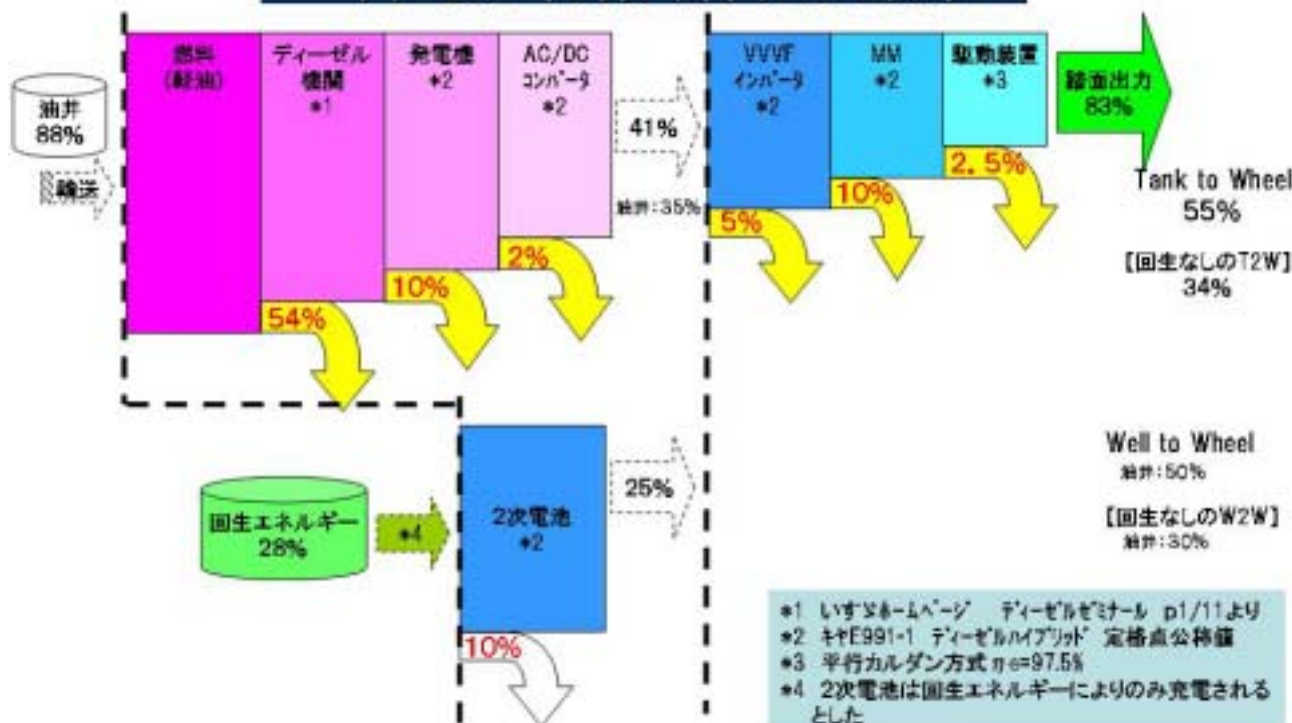 燃料
(軽油)
ディーゼル
機関
*1
発電機
*2
AC/DC
コンバータ
*2
VVVF
インバータ
*2
MM
*2
駆動装置
*3
踏面出力
83%
油井
88%
輸送
41%
油井:35%
54%
10%
2%
5%
10%
2.5%
Tank to Wheel
55%
[回生なしのT2W]
34%
回生エネルギー
28%
*4
2次電池
*2
25%
10%
Well to Wheel
油井:50%
[回生なしのW2W]
油井:30%
*1 いすゞホームページ ディーゼルゼミナール p1/11より
*2 キヤE991-1 ディーゼルハイブリッド 定格点公称値
*3 平行カルダン方式 =97.5%
*4 2次電池は回生エネルギーによりのみ充電される
とした